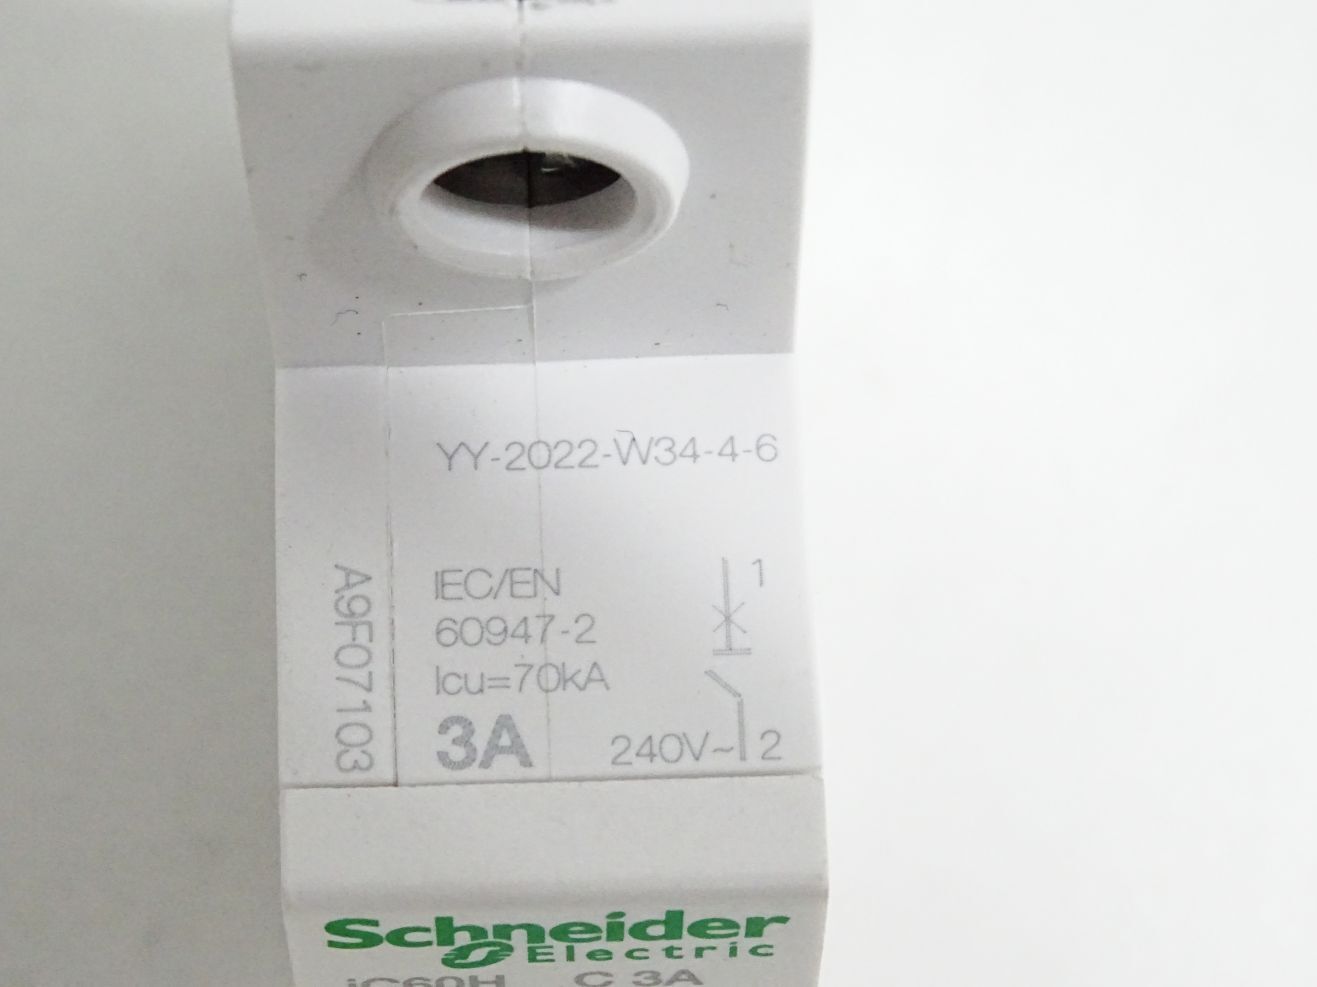 YY-2022-W34-4-6
A9F07103
IEC/EN
60947-2
Icu=70kA
3A
240V~
1
2
Schneider
Electric
iC60H C 3A